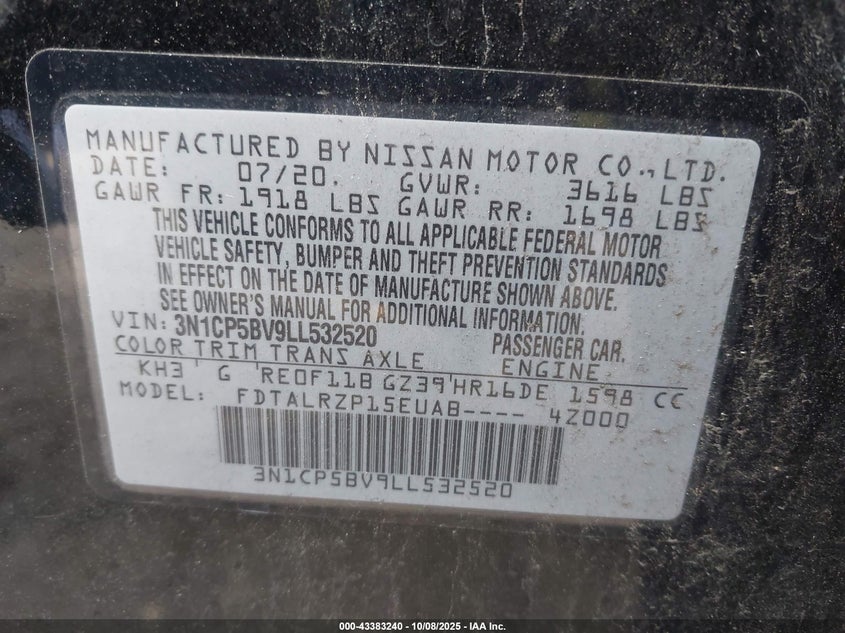 MANUFACTURED BY NISSAN MOTOR CO., LTD.
DATE: 07/20. GVWR: 3616 LBS
GAWR FR: 1918 LBS GAWR RR: 1698 LBS
THIS VEHICLE CONFORMS TO ALL APPLICABLE FEDERAL MOTOR
VEHICLE SAFETY, BUMPER AND THEFT PREVENTION STANDARDS
IN EFFECT ON THE DATE OF MANUFACTURE SHOWN ABOVE.
SEE OWNER'S MANUAL FOR ADDITIONAL INFORMATION.
VIN: 3N1CP5BV9LL532520 PASSENGER CAR.
COLOR TRIM TRANS AXLE ENGINE
KH3 G RE0F11B GZ39 HR16DE 1598 CC
MODEL: FDTALRZP15EUAB---- 4Z000
3N1CP5BV9LL532520
000-43383240 - 10/08/2025 - IAA Inc.